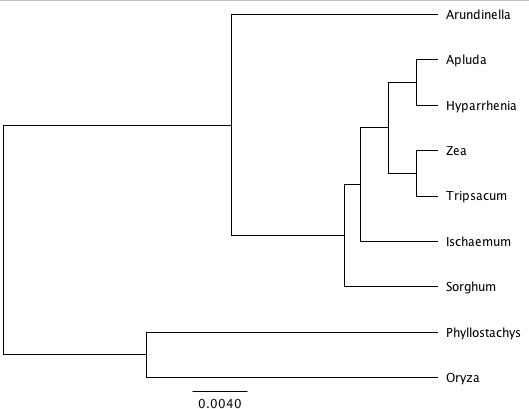 Arundinella
Apluda
Hyparrhenia
Zea
Tripsacum
Ischaemum
Sorghum
Phyllostachys
Oryza
0.0040